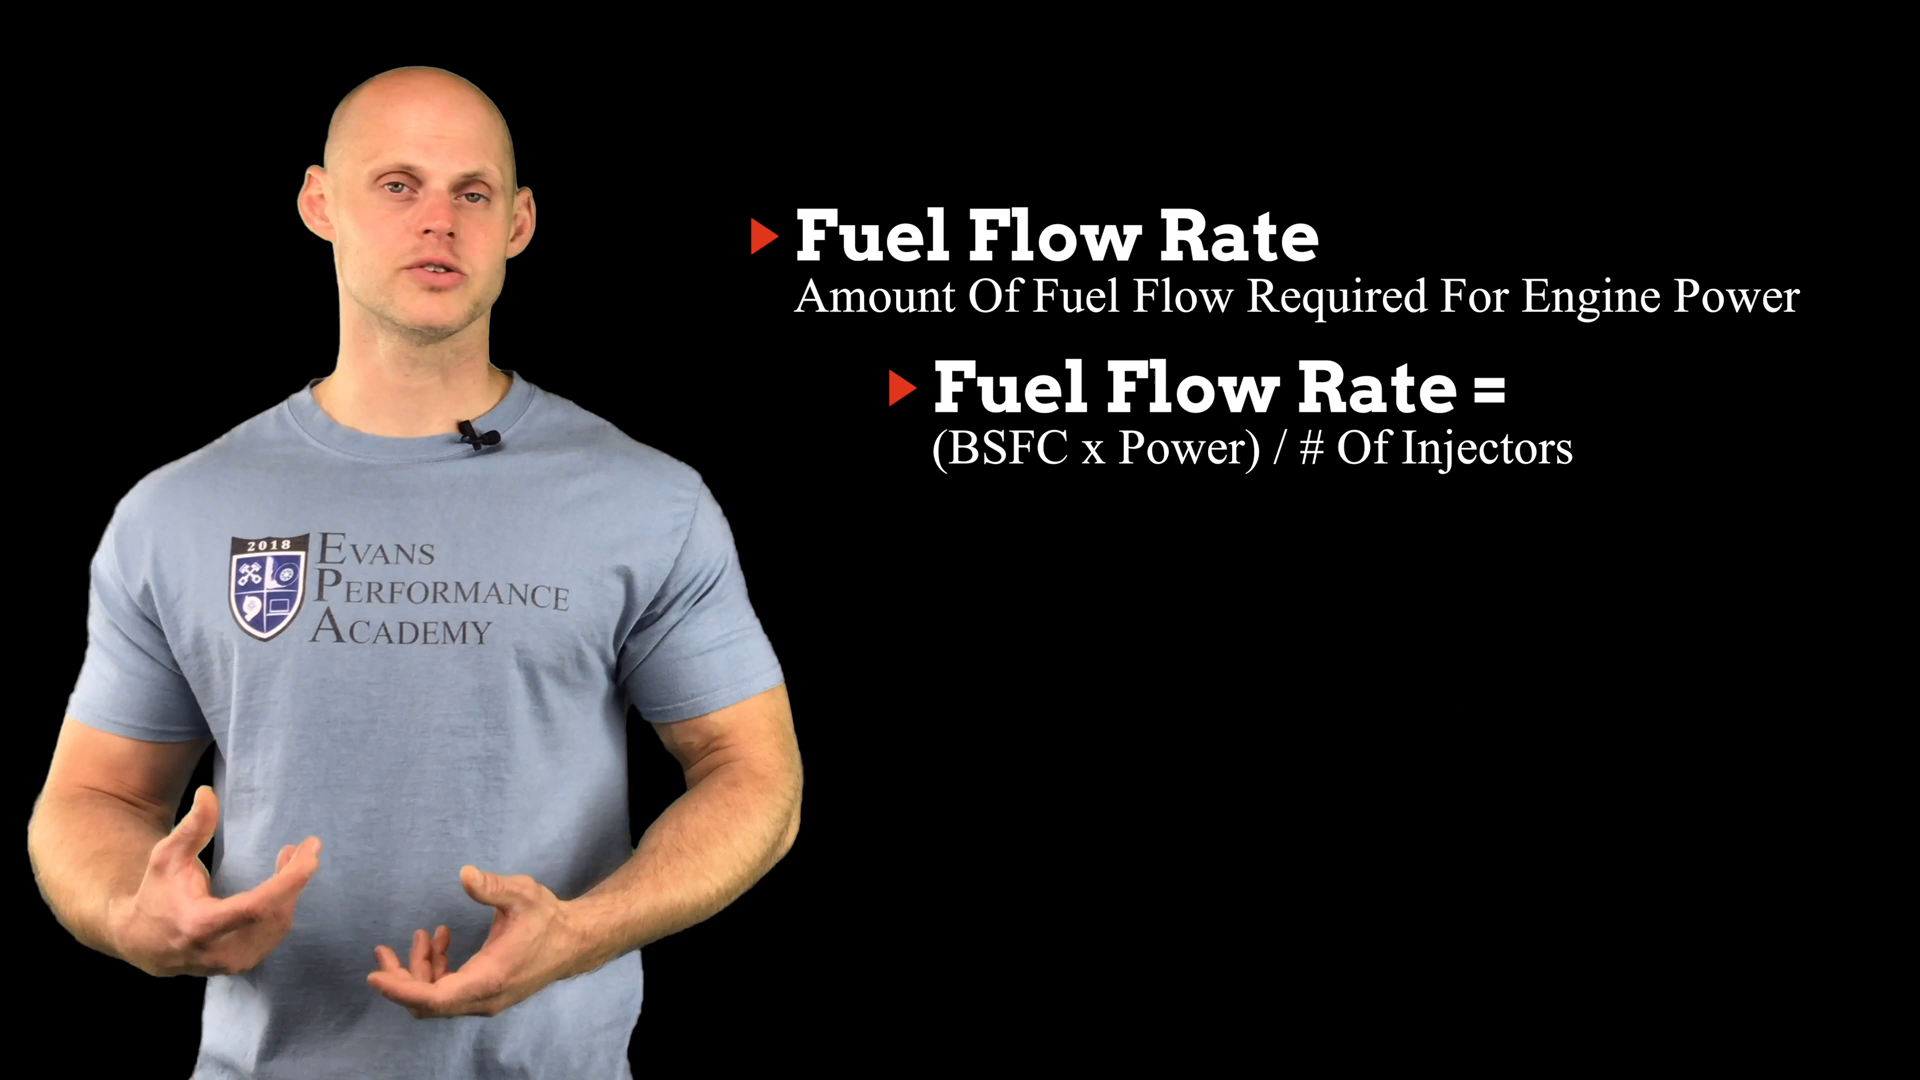 Fuel Flow Rate
Amount Of Fuel Flow Required For Engine Power
Fuel Flow Rate =
(BSFC x Power) / # Of Injectors
2018
EVANS
PERFORMANCE
ACADEMY